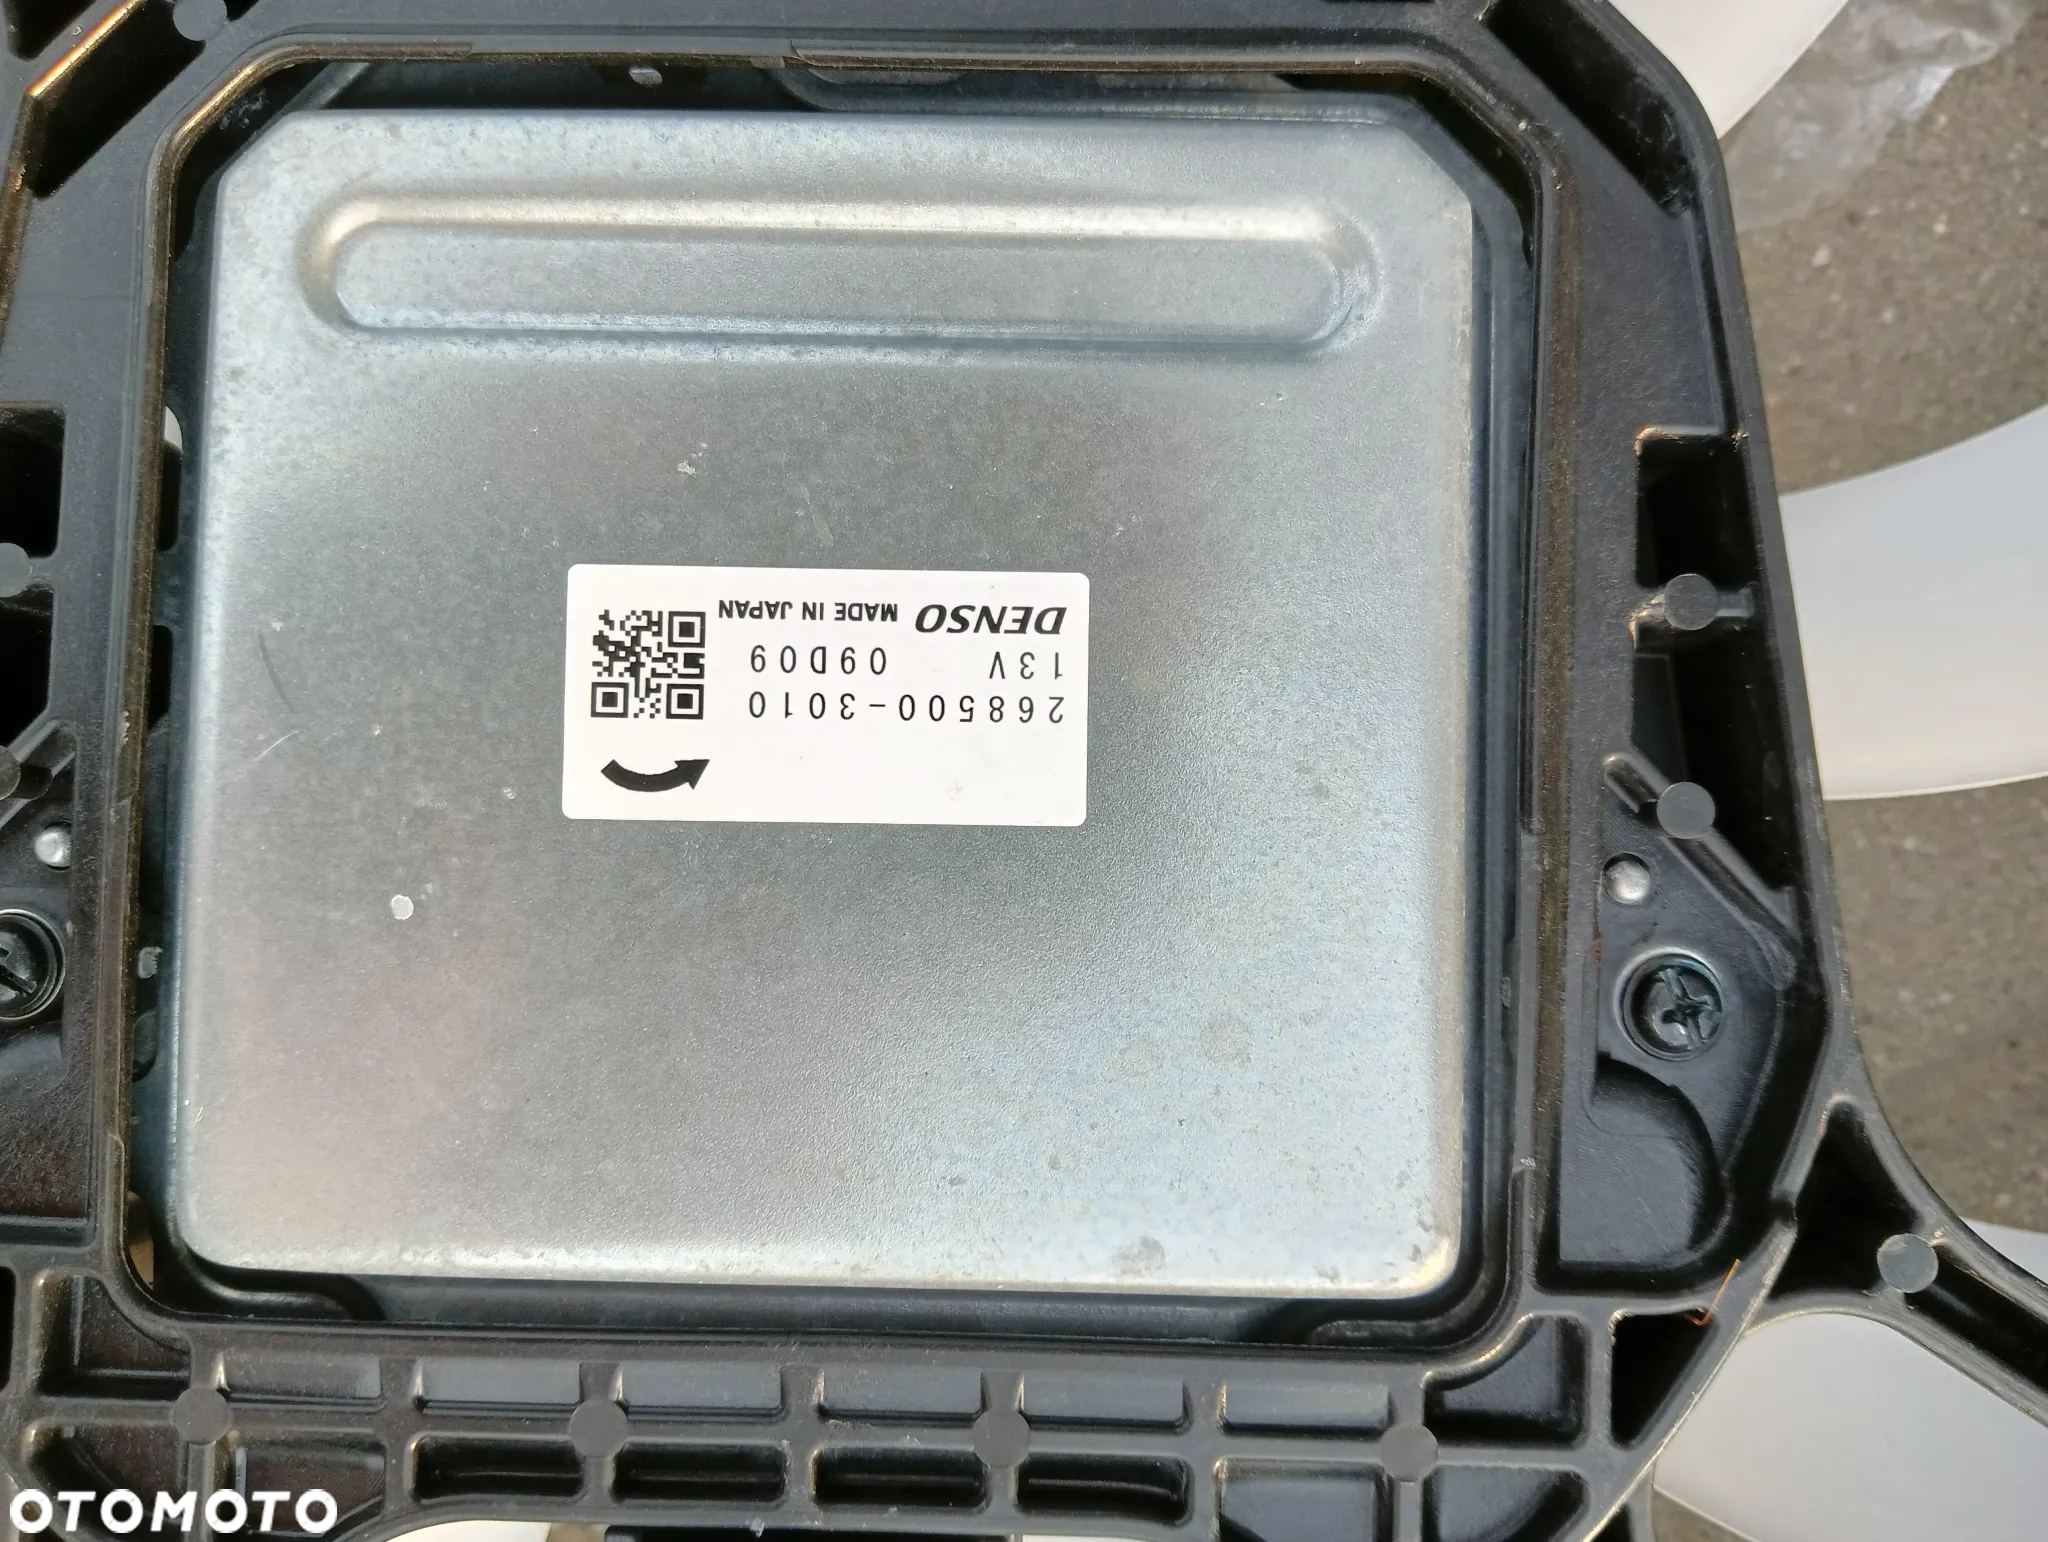 268500-3010
13V 09D09
DENSO MADE IN JAPAN
OTOMOTO